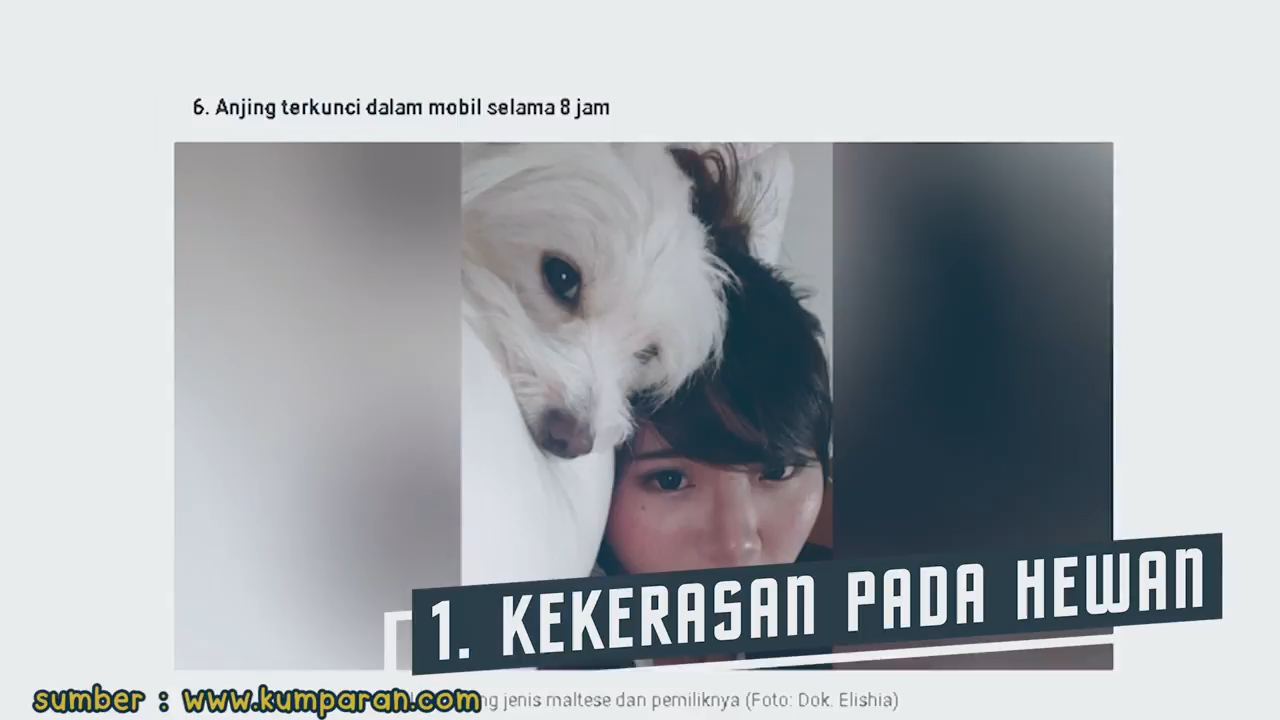 6. Anjing terkunci dalam mobil selama 8 jam
1. KEKERASAN PADA HEWAN
sumber : www.kumparan.com
jenis maltese dan pemiliknya (Foto: Dok. Elishia)